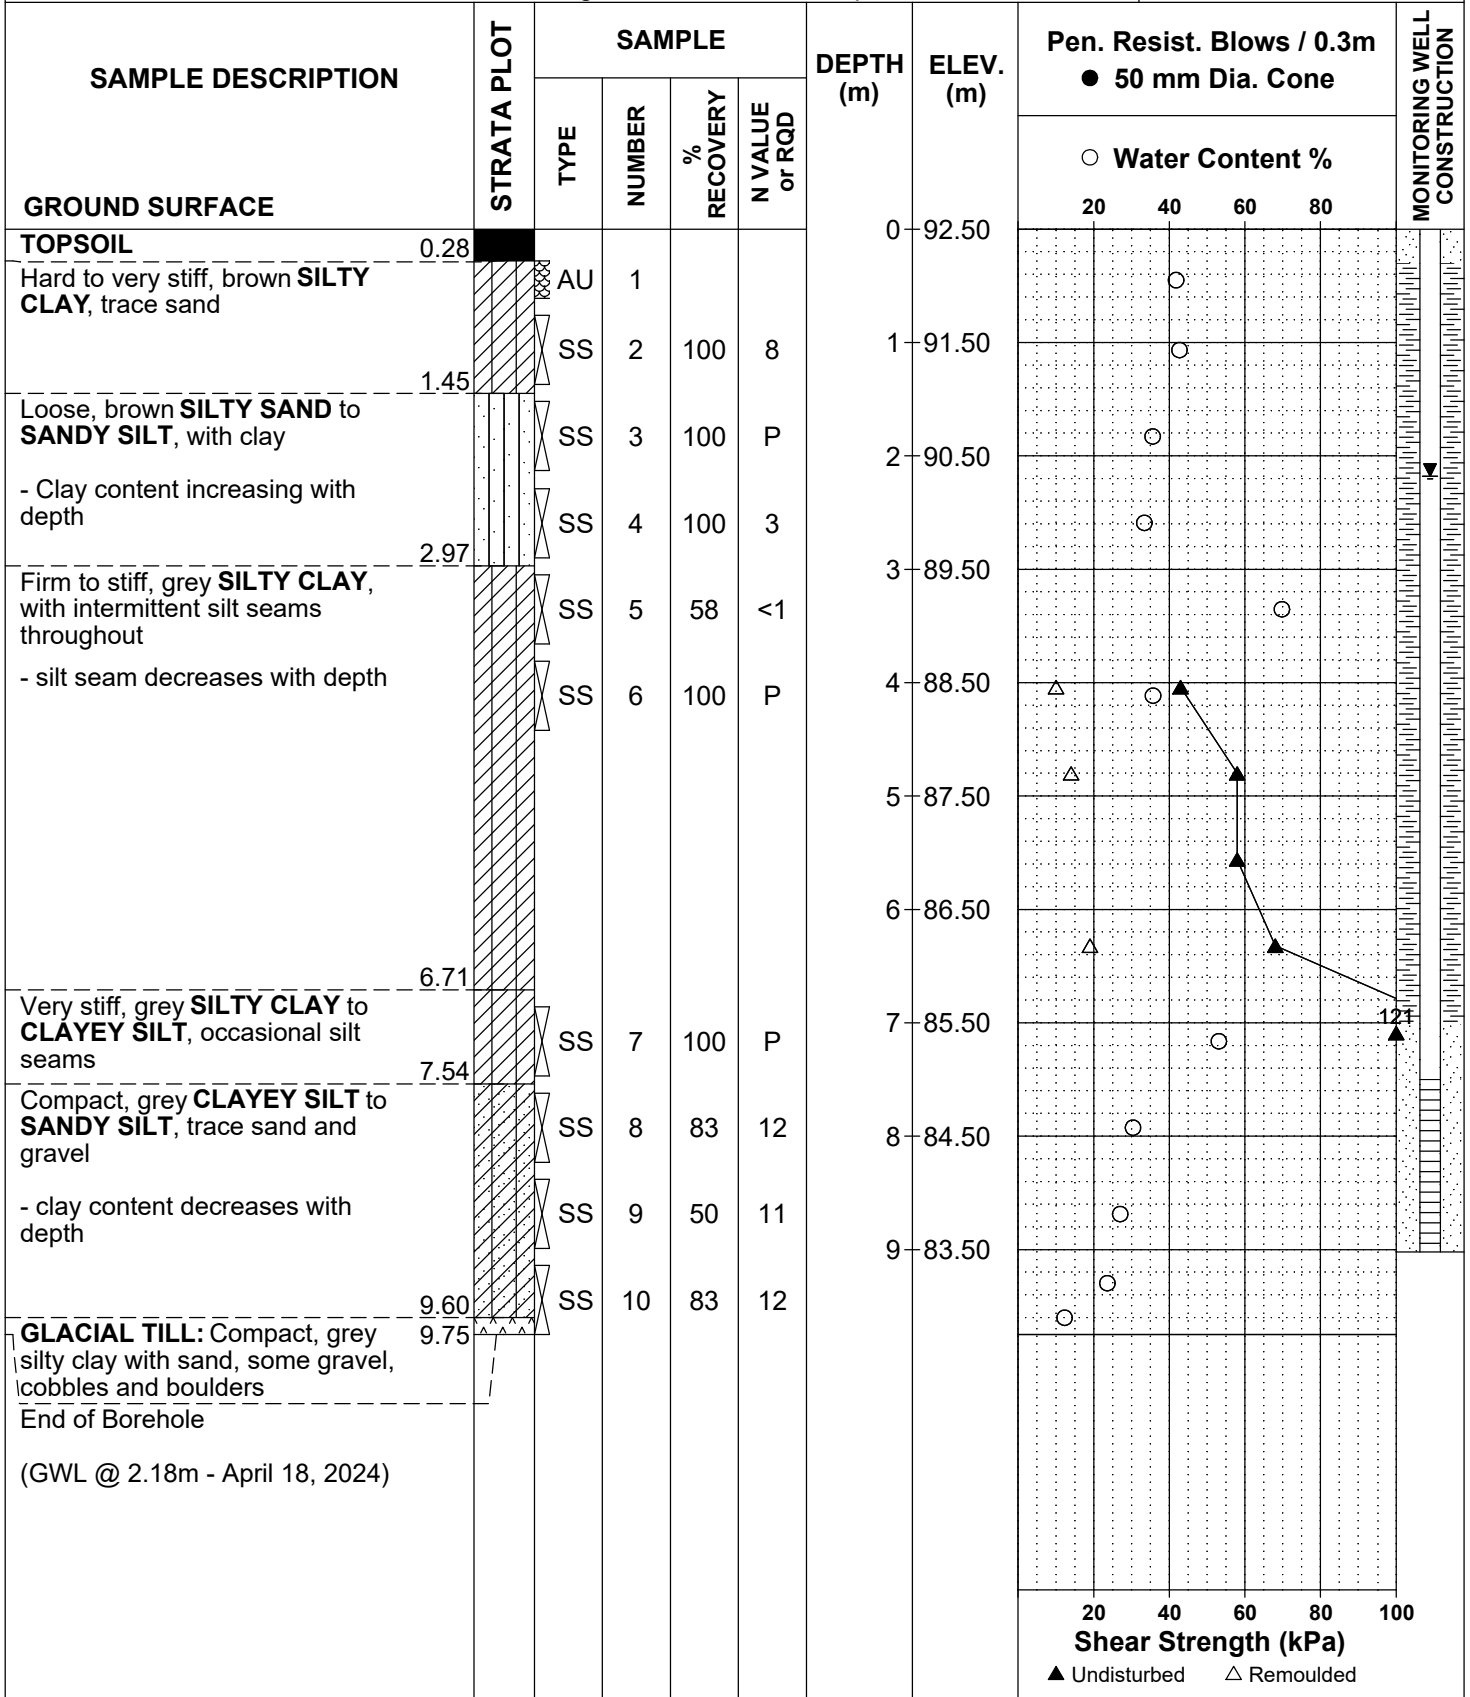 SAMPLE DESCRIPTION
GROUND SURFACE
STRATA PLOT
SAMPLE
TYPE
NUMBER
%
RECOVERY
N VALUE
or RQD
DEPTH
(m)
ELEV.
(m)
Pen. Resist. Blows / 0.3m
● 50 mm Dia. Cone
○ Water Content %
20 40 60 80
MONITORING WELL
CONSTRUCTION
TOPSOIL 0.28
Hard to very stiff, brown SILTY
CLAY, trace sand
1.45
Loose, brown SILTY SAND to
SANDY SILT, with clay
- Clay content increasing with
depth
2.97
Firm to stiff, grey SILTY CLAY,
with intermittent silt seams
throughout
- silt seam decreases with depth
6.71
Very stiff, grey SILTY CLAY to
CLAYEY SILT, occasional silt
seams
7.54
Compact, grey CLAYEY SILT to
SANDY SILT, trace sand and
gravel
- clay content decreases with
depth
9.60
GLACIAL TILL: Compact, grey 9.75
silty clay with sand, some gravel,
cobbles and boulders
End of Borehole
(GWL @ 2.18m - April 18, 2024)
AU 1
SS 2 100 8
SS 3 100 P
SS 4 100 3
SS 5 58 <1
SS 6 100 P
SS 7 100 P
SS 8 83 12
SS 9 50 11
SS 10 83 12
0 92.50
1 91.50
2 90.50
3 89.50
4 88.50
5 87.50
6 86.50
7 85.50
8 84.50
9 83.50
121
20 40 60 80 100
Shear Strength (kPa)
▲ Undisturbed △ Remoulded